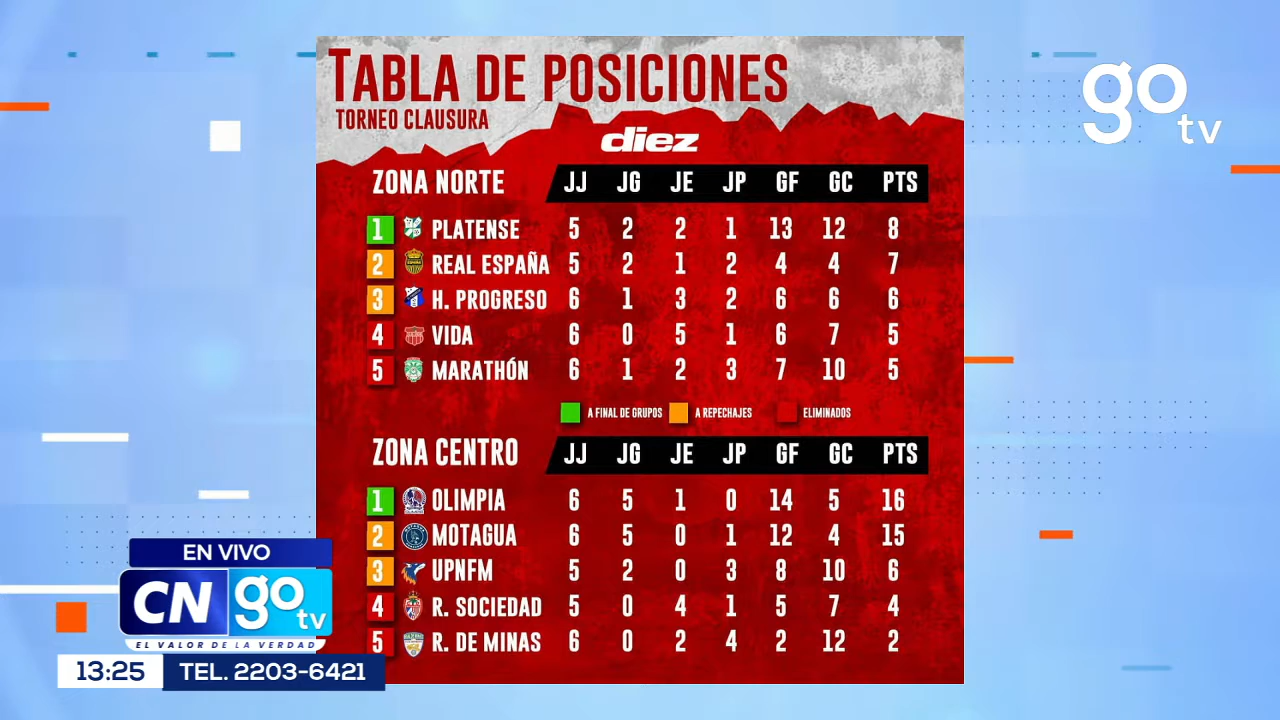 TABLA DE POSICIONES
TORNEO CLAUSURA
diez
go tv
ZONA NORTE JJ JG JE JP GF GC PTS
1 PLATENSE 5 2 2 1 13 12 8
2 REAL ESPAÑA 5 2 1 2 4 4 7
3 H. PROGRESO 6 1 3 2 6 6 6
4 VIDA 6 0 5 1 6 7 5
5 MARATHÓN 6 1 2 3 7 10 5
A FINAL DE GRUPOS A REPECHAJES ELIMINADOS
ZONA CENTRO JJ JG JE JP GF GC PTS
1 OLIMPIA 6 5 1 0 14 5 16
2 MOTAGUA 6 5 0 1 12 4 15
3 UPNFM 5 2 0 3 8 10 6
4 R. SOCIEDAD 5 0 4 1 5 7 4
5 R. DE MINAS 6 0 2 4 2 12 2
EN VIVO
CN go tv
EL VALOR DE LA VERDAD
13:25 TEL. 2203-6421